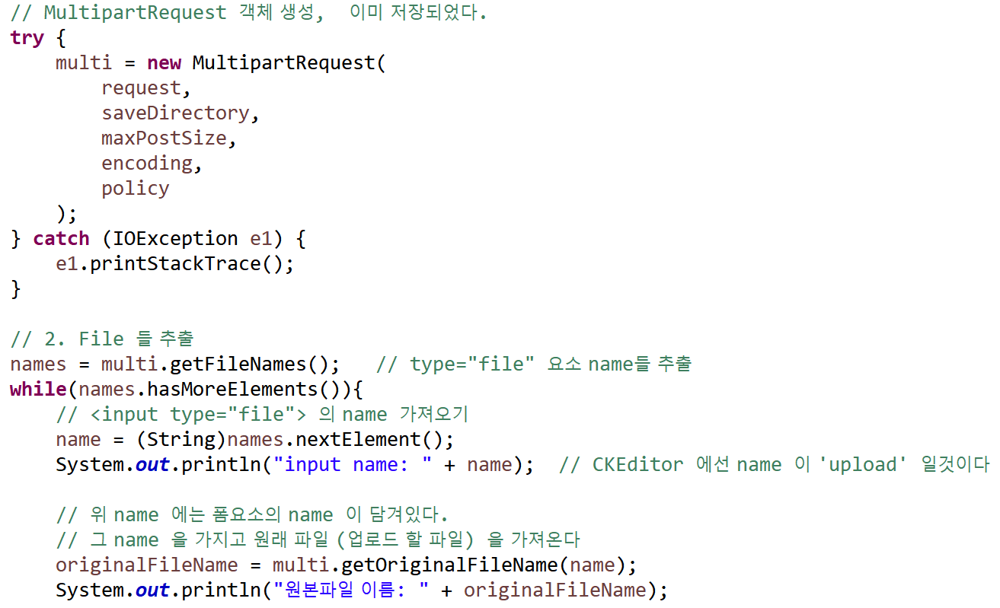 // MultipartRequest 객체 생성,  이미 저장되었다.
try {
    multi = new MultipartRequest(
        request,
        saveDirectory,
        maxPostSize,
        encoding,
        policy
    );
} catch (IOException e1) {
    e1.printStackTrace();
}

// 2. File 들 추출
names = multi.getFileNames();   // type="file" 요소 name들 추출
while(names.hasMoreElements()){
    // <input type="file"> 의 name 가져오기
    name = (String)names.nextElement();
    System.out.println("input name: " + name);  // CKEditor 에선 name 이 'upload' 일것이다

    // 위 name 에는 폼요소의 name 이 담겨있다.
    // 그 name 을 가지고 원래 파일 (업로드 할 파일) 을 가져온다
    originalFileName = multi.getOriginalFileName(name);
    System.out.println("원본파일 이름: " + originalFileName);